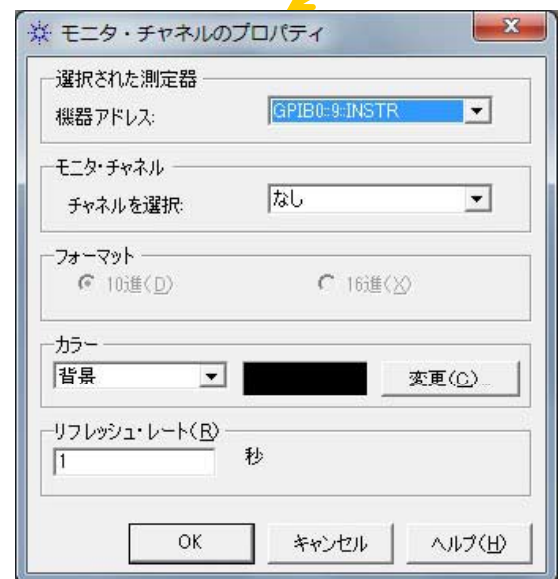 モニタ・チャネルのプロパティ
選択された測定器
機器アドレス:
GPIB0::9::INSTR
モニタ・チャネル
チャネルを選択:
なし
フォーマット
10進(D)
16進(X)
カラー
背景
変更(C)...
リフレッシュ・レート(R)
1
秒
OK
キャンセル
ヘルプ(H)